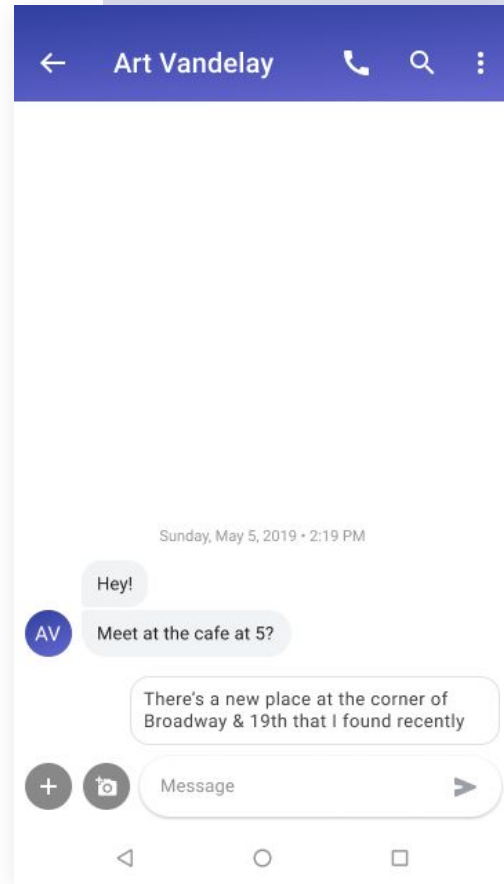 Art Vandelay
Sunday, May 5, 2019 • 2:19 PM
Hey!
AV
Meet at the cafe at 5?
There's a new place at the corner of
Broadway & 19th that I found recently
Message